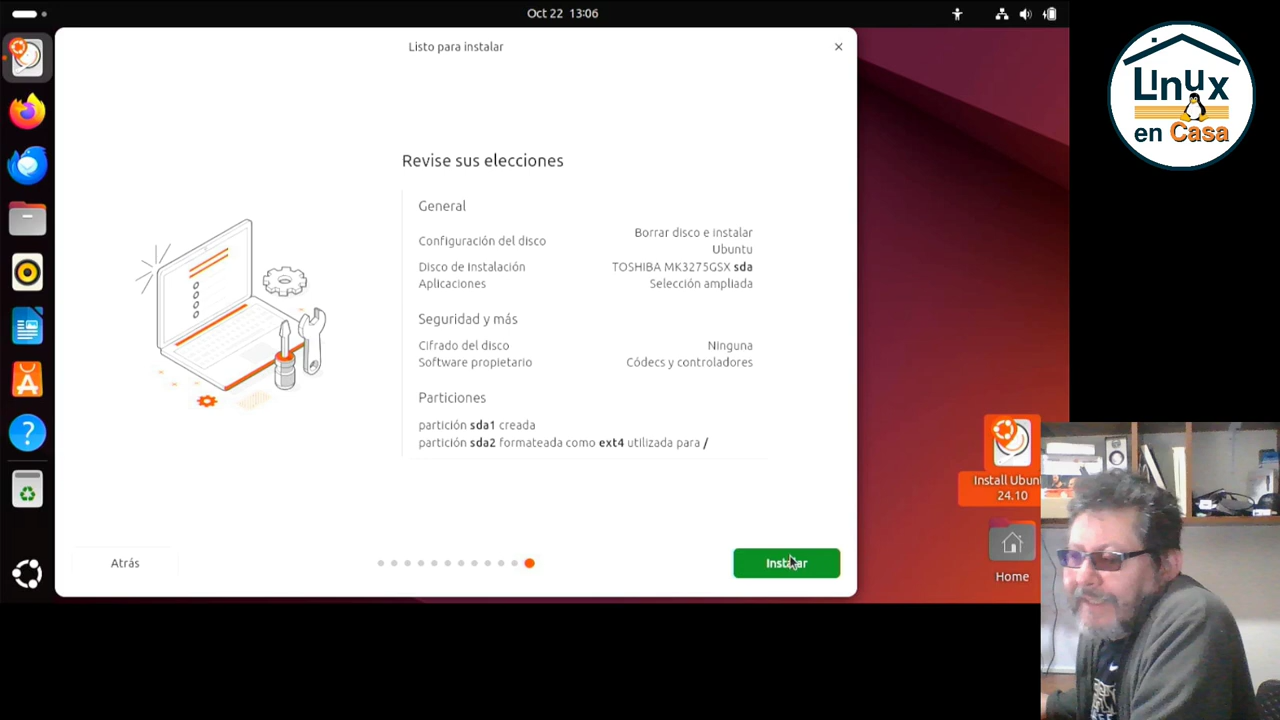 Oct 22 13:06
Listo para instalar
LInux
en Casa
Revise sus elecciones
General
Configuración del disco
Borrar disco e instalar
Ubuntu
Disco de Instalación
TOSHIBA MK3275GSX sda
Aplicaciones
Selección ampliada
Seguridad y más
Cifrado del disco
Ninguna
Software propietario
Códecs y controladores
Particiones
partición sda1 creada
partición sda2 formateada como ext4 utilizada para /
Install Ubun
24.10
Atrás
Instalar
Home